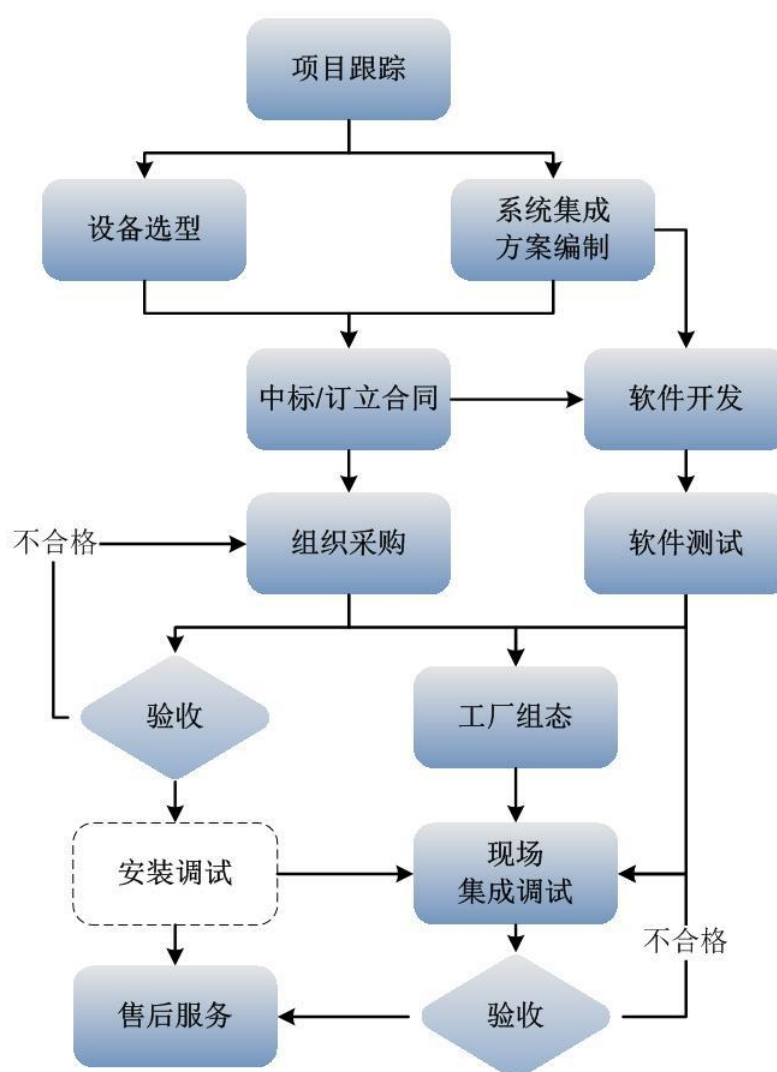 项目跟踪
设备选型
系统集成
方案编制
中标/订立合同
软件开发
不合格
组织采购
软件测试
验收
工厂组态
安装调试
现场
集成调试
不合格
售后服务
验收